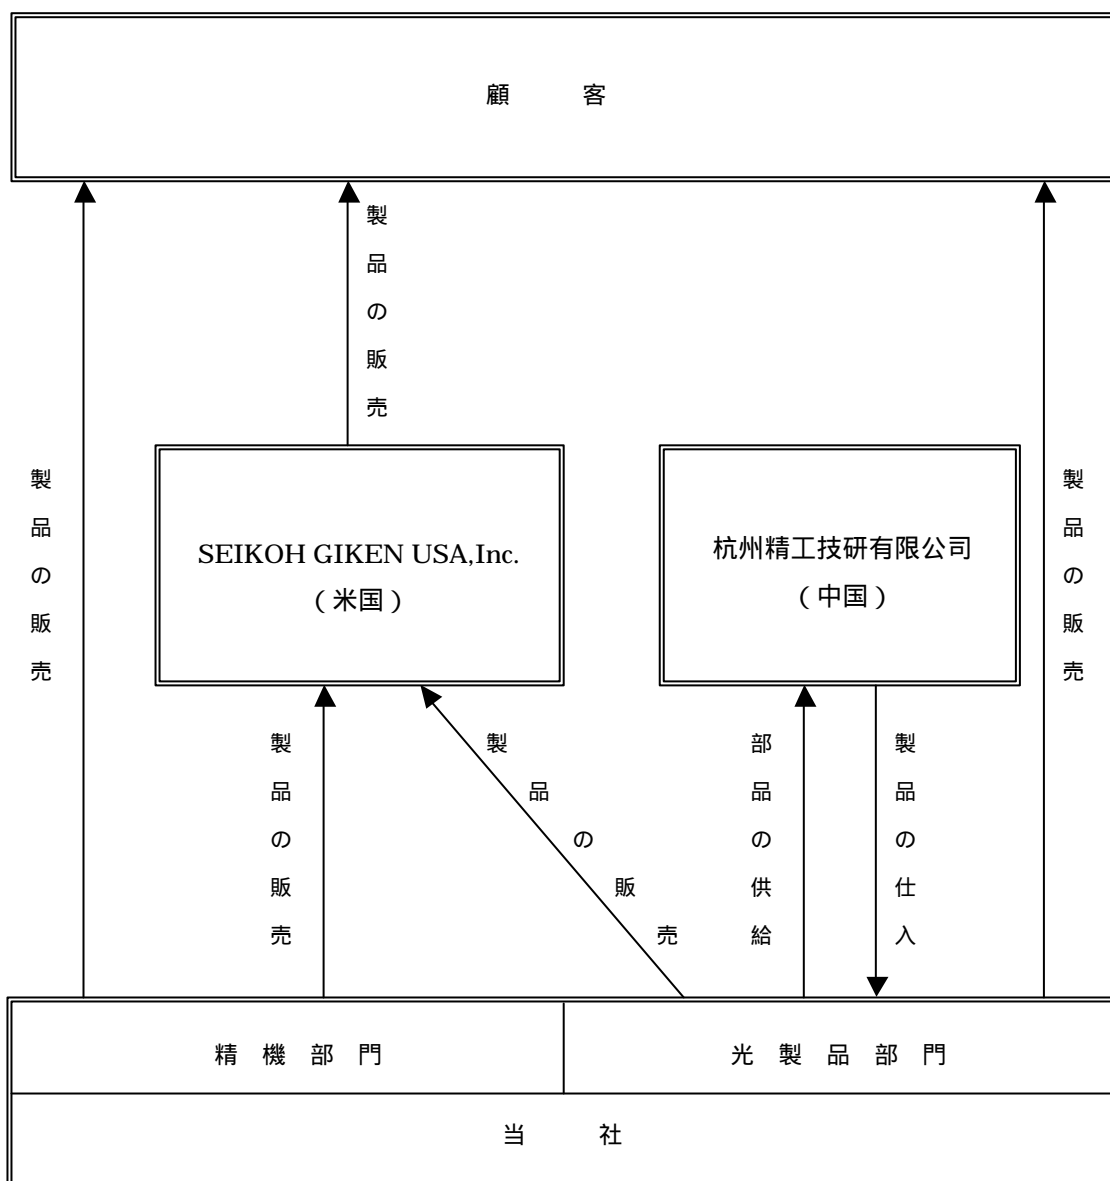 顧 客
製品の販売
製品の販売
製品の販売
SEIKOH GIKEN USA,Inc.
(米国)
杭州精工技研有限公司
(中国)
製品の販売
製品の販売
部品の供給
製品の仕入
精機部門
光製品部門
当 社